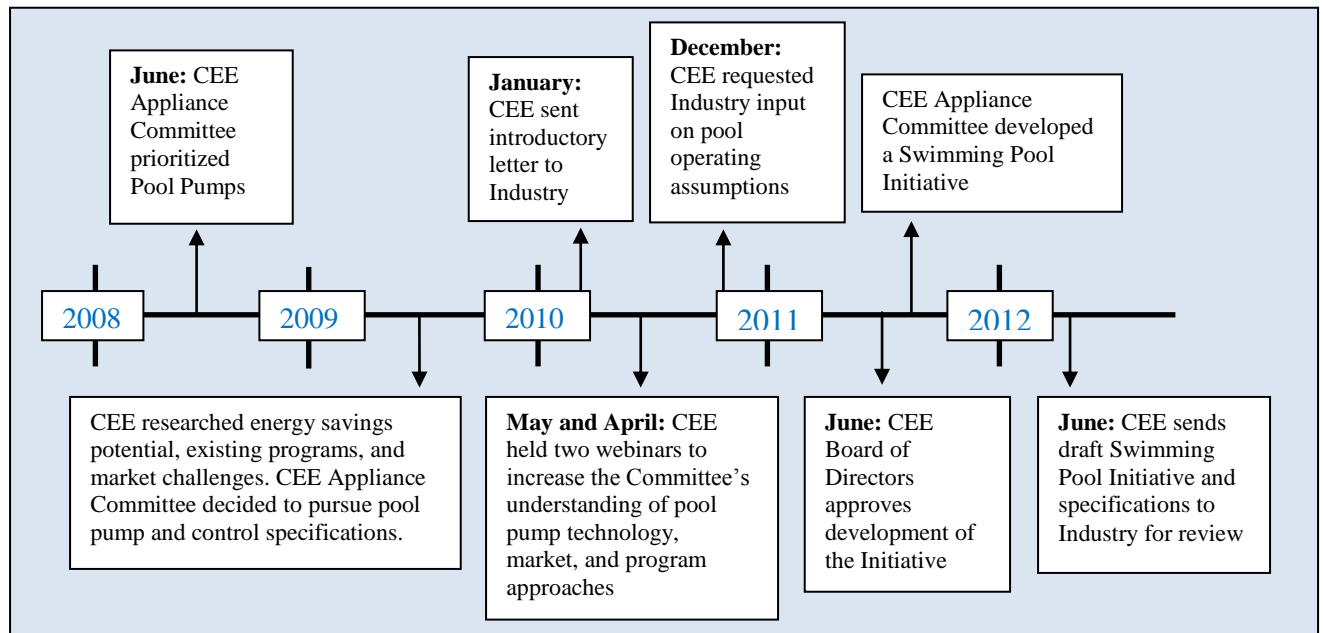 June: CEE
Appliance
Committee
prioritized
Pool Pumps
January:
CEE sent
introductory
letter to
Industry
December:
CEE requested
Industry input
on pool
operating
assumptions
CEE Appliance
Committee developed
a Swimming Pool
Initiative
2008
2009
2010
2011
2012
CEE researched energy savings
potential, existing programs, and
market challenges. CEE Appliance
Committee decided to pursue pool
pump and control specifications.
May and April: CEE
held two webinars to
increase the Committee’s
understanding of pool
pump technology,
market, and program
approaches
June: CEE
Board of
Directors
approves
development of
the Initiative
June: CEE sends
draft Swimming
Pool Initiative and
specifications to
Industry for review